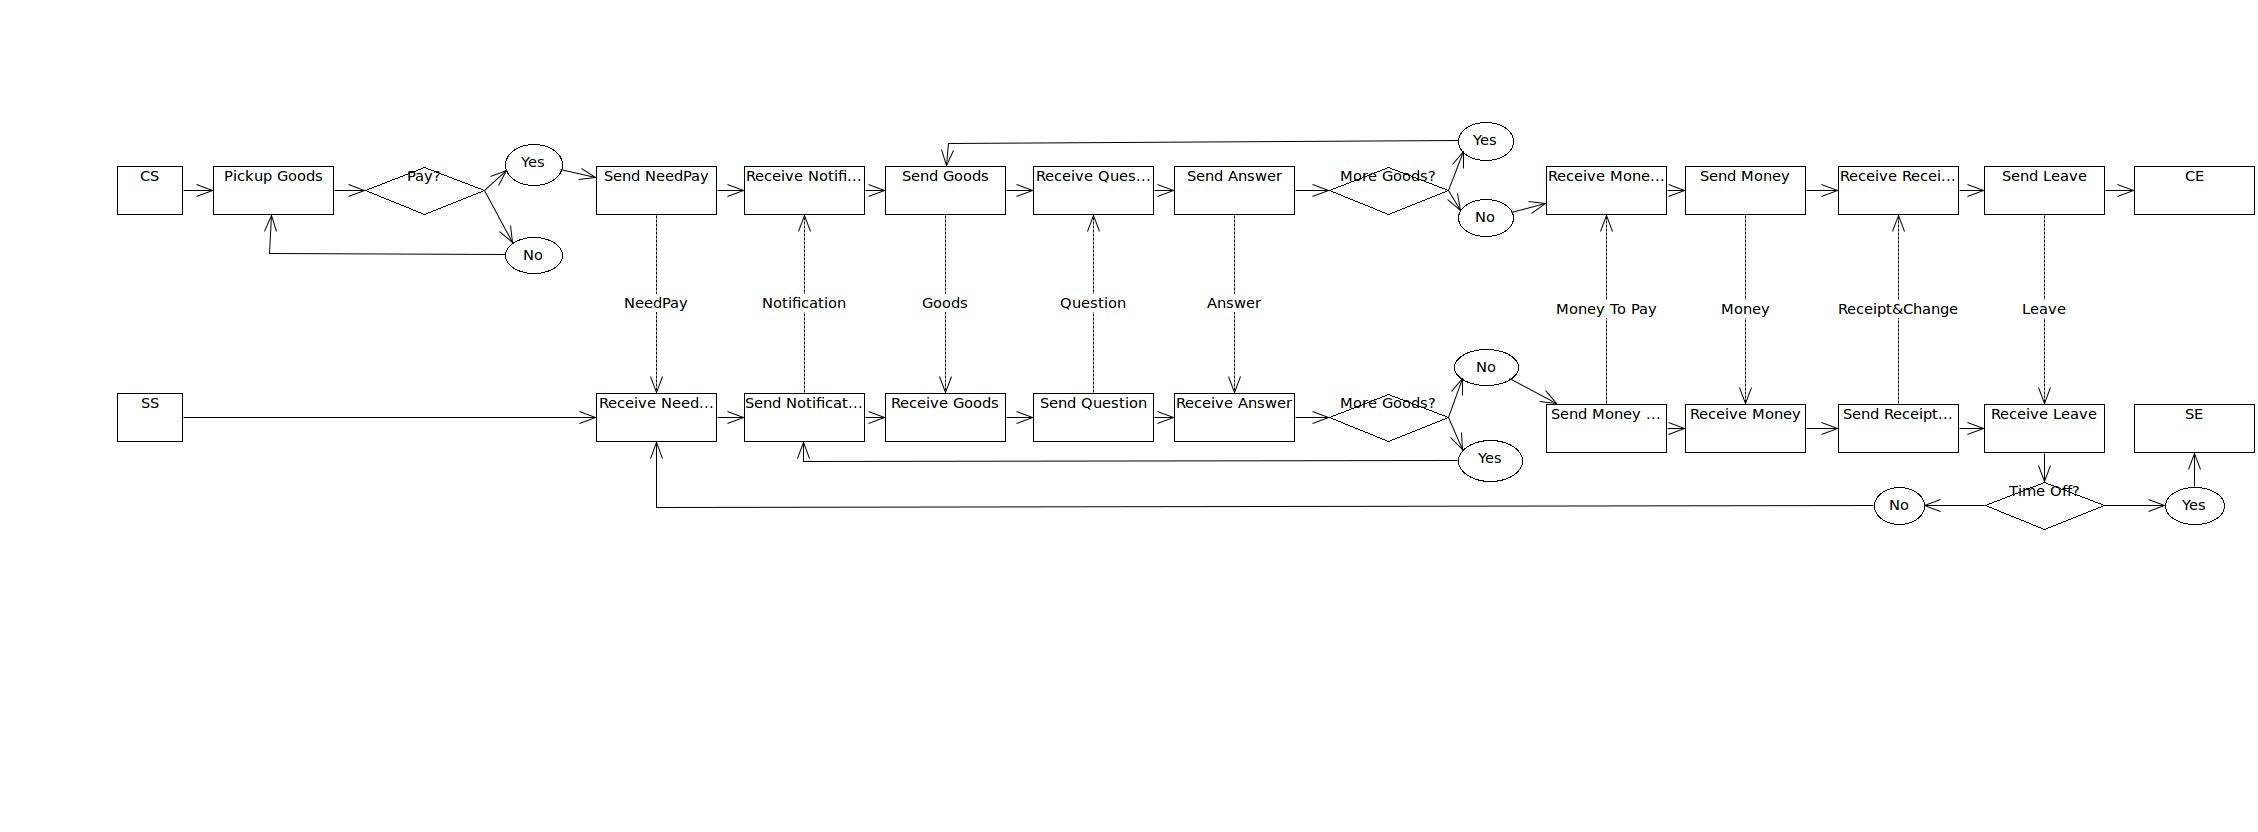 Yes
CS
Pickup Goods
Pay?
Yes
Send NeedPay
Receive Notifi...
Send Goods
Receive Ques...
Send Answer
More Goods?
No
Receive Mone...
Send Money
Receive Recei...
Send Leave
CE
No
NeedPay
Notification
Goods
Question
Answer
Money To Pay
Money
Receipt&Change
Leave
No
SS
Receive Need...
Send Notificat...
Receive Goods
Send Question
Receive Answer
More Goods?
Send Money ...
Receive Money
Send Receipt...
Receive Leave
SE
Yes
No
Time Off?
Yes